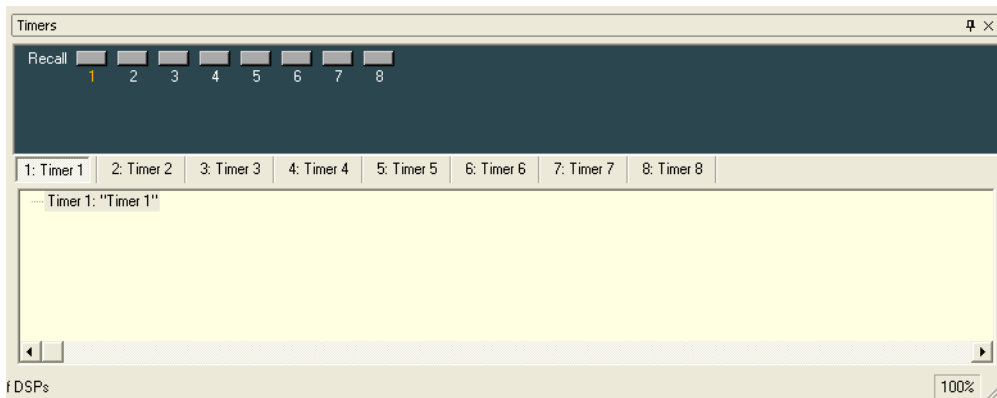 Timers
Recall
1 2 3 4 5 6 7 8
1: Timer 1 2: Timer 2 3: Timer 3 4: Timer 4 5: Timer 5 6: Timer 6 7: Timer 7 8: Timer 8
Timer 1: "Timer 1"
f DSPs 100%